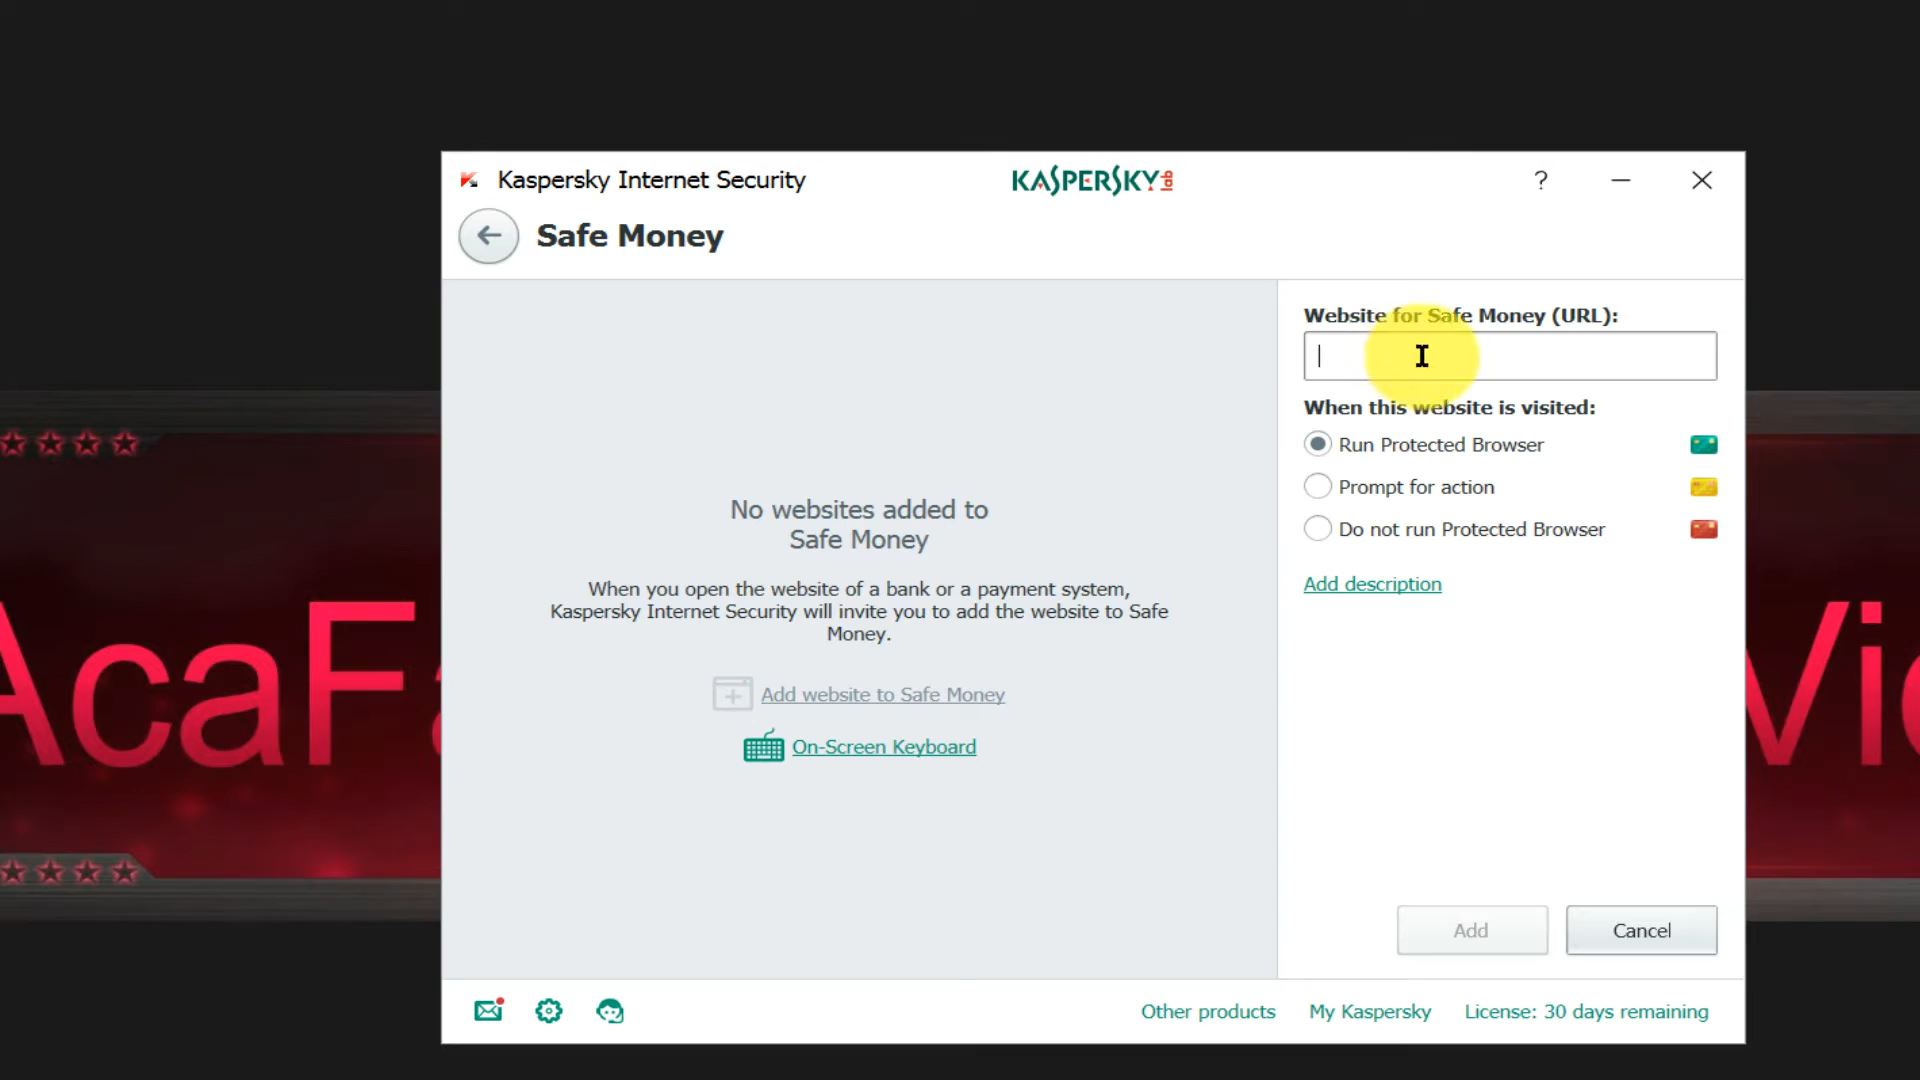 Kaspersky Internet Security
KASPERSKY lab
?
Safe Money
Website for Safe Money (URL):
When this website is visited:
Run Protected Browser
Prompt for action
Do not run Protected Browser
Add description
No websites added to
Safe Money
When you open the website of a bank or a payment system,
Kaspersky Internet Security will invite you to add the website to Safe
Money.
Add website to Safe Money
On-Screen Keyboard
AcaFa
Vi
Add
Cancel
Other products
My Kaspersky
License: 30 days remaining